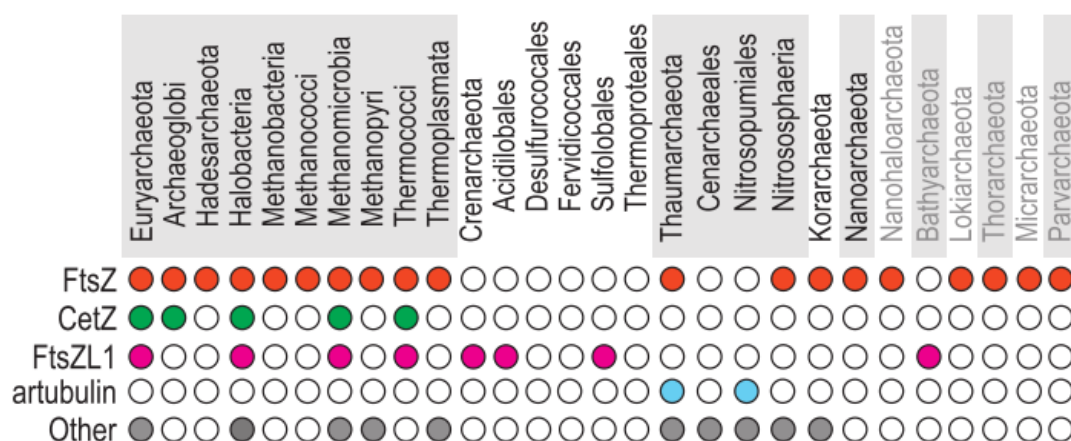 Euryarchaeota
Archaeoglobi
Hadesarchaeota
Halobacteria
Methanobacteria
Methanococci
Methanomicrobia
Methanopyri
Thermococci
Thermoplasmata
Crenarchaeota
Acidilobales
Desulfurococales
Fervidicoccales
Sulfolobales
Thermoproteales
Thaumarchaeota
Cenarchaeales
Nitrosopumiales
Nitrososphaeria
Korarchaeota
Nanoarchaeota
Nanohaloarchaeota
Bathyarchaeota
Lokiarchaeota
Thorarchaeota
Micrarchaeota
Parvarchaeota
FtsZ
CetZ
FtsZL1
artubulin
Other